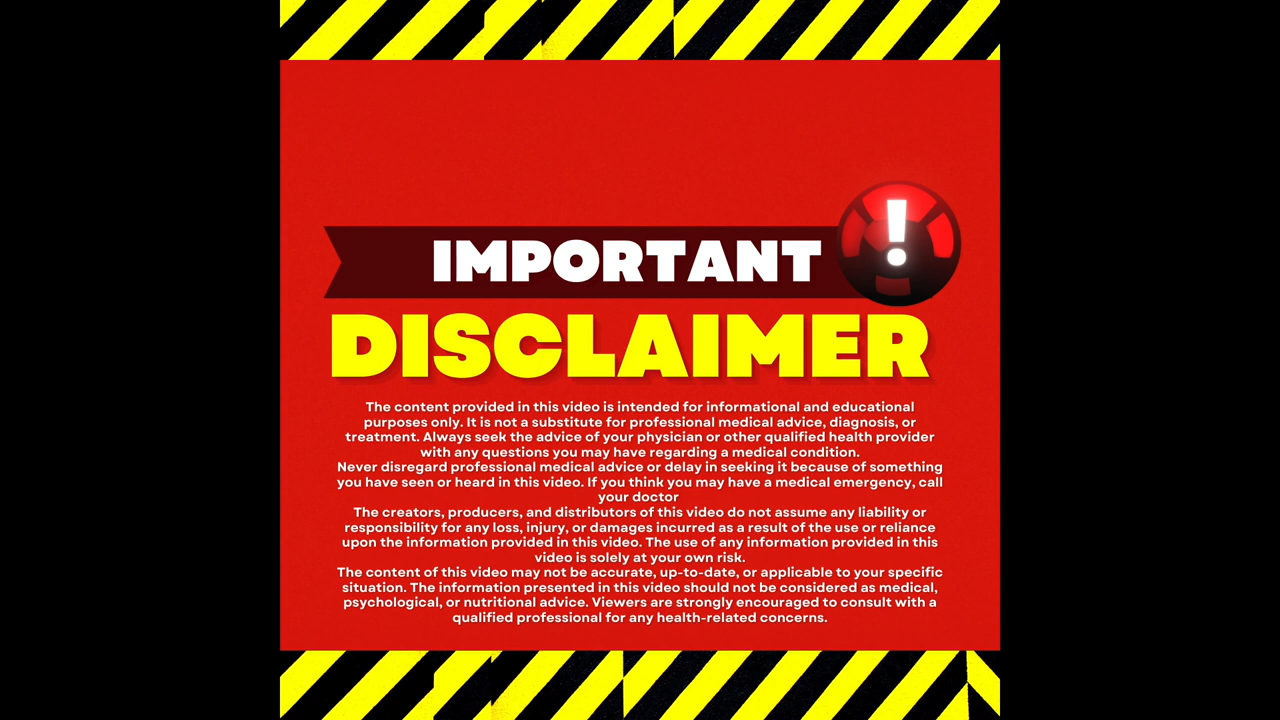 IMPORTANT
DISCLAIMER
The content provided in this video is intended for informational and educational
purposes only. It is not a substitute for professional medical advice, diagnosis, or
treatment. Always seek the advice of your physician or other qualified health provider
with any questions you may have regarding a medical condition.
Never disregard professional medical advice or delay in seeking it because of something
you have seen or heard in this video. If you think you may have a medical emergency, call
your doctor
The creators, producers, and distributors of this video do not assume any liability or
responsibility for any loss, injury, or damages incurred as a result of the use or reliance
upon the information provided in this video. The use of any information provided in this
video is solely at your own risk.
The content of this video may not be accurate, up-to-date, or applicable to your specific
situation. The information presented in this video should not be considered as medical,
psychological, or nutritional advice. Viewers are strongly encouraged to consult with a
qualified professional for any health-related concerns.